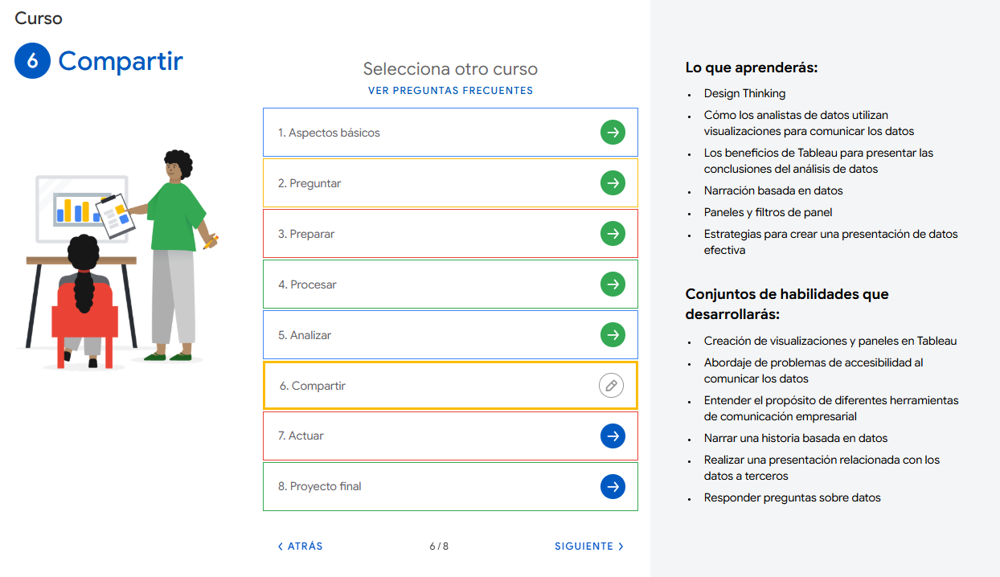 Curso
6 Compartir
Selecciona otro curso
VER PREGUNTAS FRECUENTES
1. Aspectos básicos
2. Preguntar
3. Preparar
4. Procesar
5. Analizar
6. Compartir
7. Actuar
8. Proyecto final
ATRÁS
6 / 8
SIGUIENTE
Lo que aprenderás:
Design Thinking
Cómo los analistas de datos utilizan
visualizaciones para comunicar los datos
Los beneficios de Tableau para presentar las
conclusiones del análisis de datos
Narración basada en datos
Paneles y filtros de panel
Estrategias para crear una presentación de datos
efectiva
Conjuntos de habilidades que
desarrollarás:
Creación de visualizaciones y paneles en Tableau
Abordaje de problemas de accesibilidad al
comunicar los datos
Entender el propósito de diferentes herramientas
de comunicación empresarial
Narrar una historia basada en datos
Realizar una presentación relacionada con los
datos a terceros
Responder preguntas sobre datos